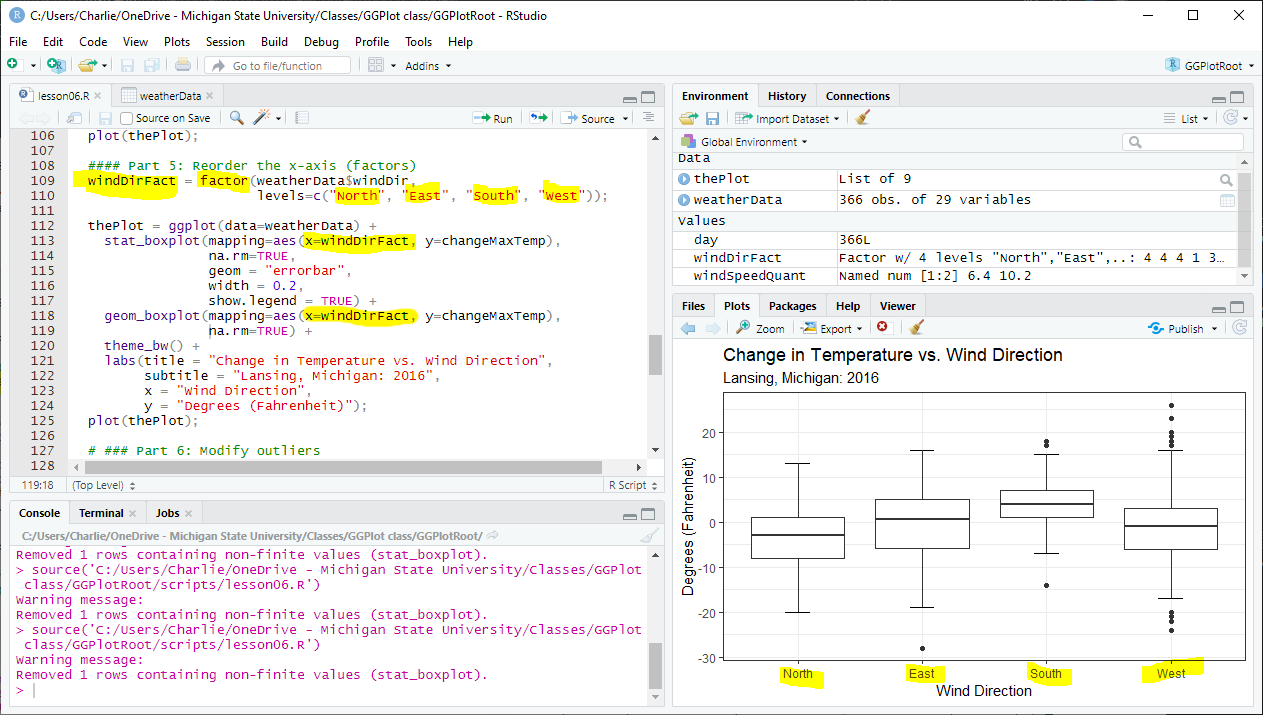 C:/Users/Charlie/OneDrive - Michigan State University/Classes/GGPlot class/GGPlotRoot - RStudio
File Edit Code View Plots Session Build Debug Profile Tools Help
Go to file/function Addins GGPlotRoot
lesson06.R weatherData
Source on Save Run Source
106 plot(thePlot);
107
108 #### Part 5: Reorder the x-axis (factors)
109 windDirFact = factor(weatherData$windDir,
110 levels=c("North", "East", "South", "West"));
111
112 thePlot = ggplot(data=weatherData) +
113 stat_boxplot(mapping=aes(x=windDirFact, y=changeMaxTemp),
114 na.rm=TRUE,
115 geom = "errorbar",
116 width = 0.2,
117 show.legend = TRUE) +
118 geom_boxplot(mapping=aes(x=windDirFact, y=changeMaxTemp),
119 na.rm=TRUE) +
120 theme_bw() +
121 labs(title = "Change in Temperature vs. Wind Direction",
122 subtitle = "Lansing, Michigan: 2016",
123 x = "Wind Direction",
124 y = "Degrees (Fahrenheit)");
125 plot(thePlot);
126
127 # ### Part 6: Modify outliers
128
119:18 (Top Level) R Script
Console Terminal Jobs
C:/Users/Charlie/OneDrive - Michigan State University/Classes/GGPlot class/GGPlotRoot/
Removed 1 rows containing non-finite values (stat_boxplot).
> source('C:/Users/Charlie/OneDrive - Michigan State University/Classes/GGPlot
class/GGPlotRoot/scripts/lesson06.R')
Warning message:
Removed 1 rows containing non-finite values (stat_boxplot).
> source('C:/Users/Charlie/OneDrive - Michigan State University/Classes/GGPlot
class/GGPlotRoot/scripts/lesson06.R')
Warning message:
Removed 1 rows containing non-finite values (stat_boxplot).
>
Environment History Connections
Import Dataset List
Global Environment
Data
thePlot List of 9
weatherData 366 obs. of 29 variables
Values
day 366L
windDirFact Factor w/ 4 levels "North","East",..: 4 4 4 1 3…
windSpeedQuant Named num [1:2] 6.4 10.2
Files Plots Packages Help Viewer
Zoom Export Publish
Change in Temperature vs. Wind Direction
Lansing, Michigan: 2016
Degrees (Fahrenheit)
20
10
0
-10
-20
-30
North East South West
Wind Direction